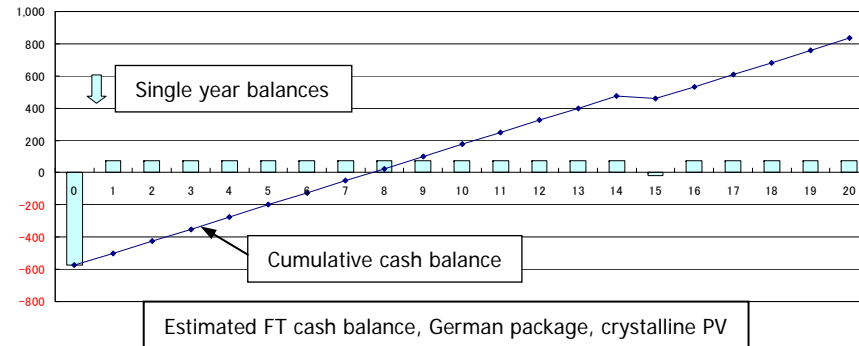 1,000
800
600
400
200
0
-200
-400
-600
-800
Single year balances
0 1 2 3 4 5 6 7 8 9 10 11 12 13 14 15 16 17 18 19 20
Cumulative cash balance
Estimated FT cash balance, German package, crystalline PV